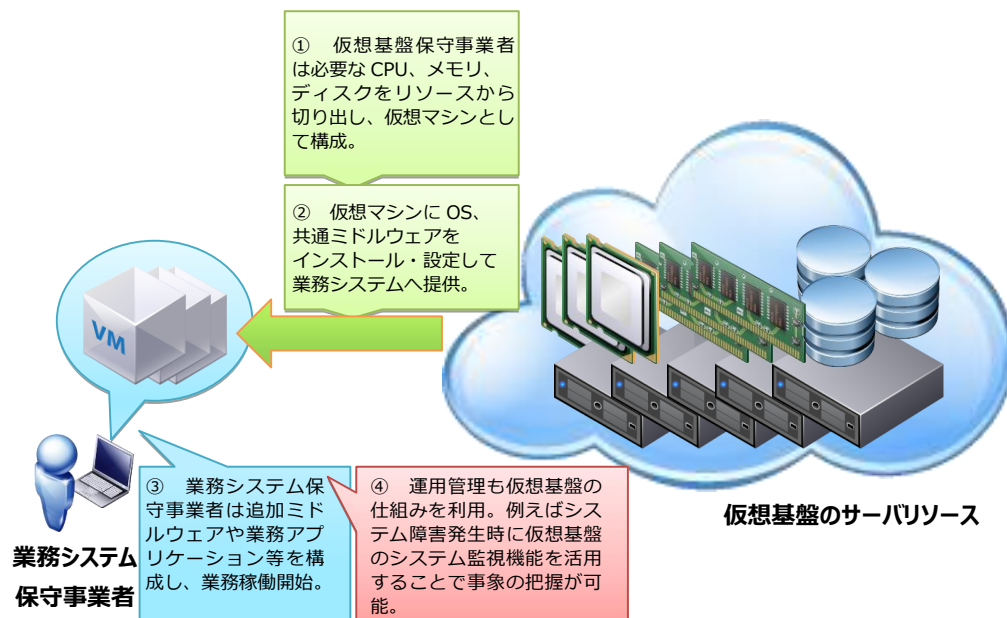 ① 仮想基盤保守事業者
は必要な CPU、メモリ、
ディスクをリソースから
切り出し、仮想マシンとし
て構成。
② 仮想マシンに OS、
共通ミドルウェアを
インストール・設定して
業務システムへ提供。
VM
③ 業務システム保
守事業者は追加ミド
ルウェアや業務アプ
リケーション等を構
成し、業務稼働開始。
④ 運用管理も仮想基盤の
仕組みを利用。例えばシス
テム障害発生時に仮想基盤
のシステム監視機能を活用
することで事象の把握が可
能。
仮想基盤のサーバリソース
業務システム
保守事業者